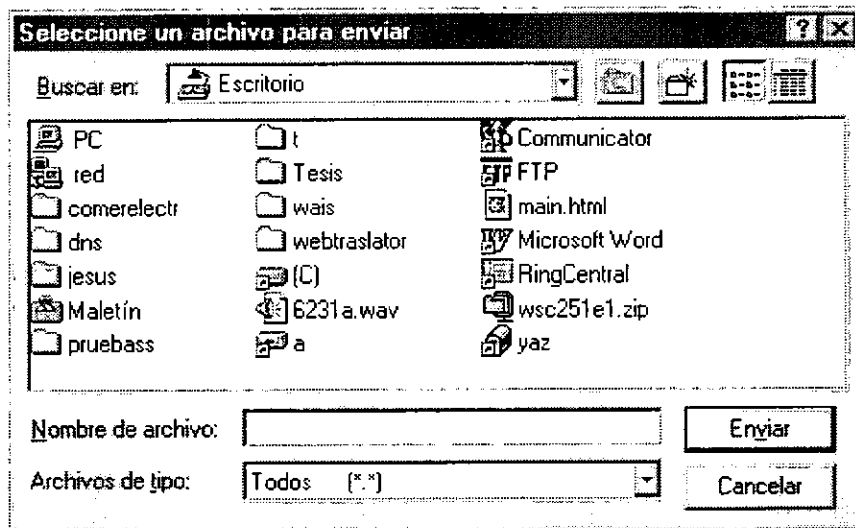 Seleccione un archivo para enviar
Buscar en: Escritorio
PC t Communicator
red Tesis FTP
comerelectr wais main.html
dns webtraslator Microsoft Word
jesus (C) RingCentral
Maletín 6231a.wav wsc251e1.zip
pruebass a yaz
Nombre de archivo: Enviar
Archivos de tipo: Todos (*.*) Cancelar